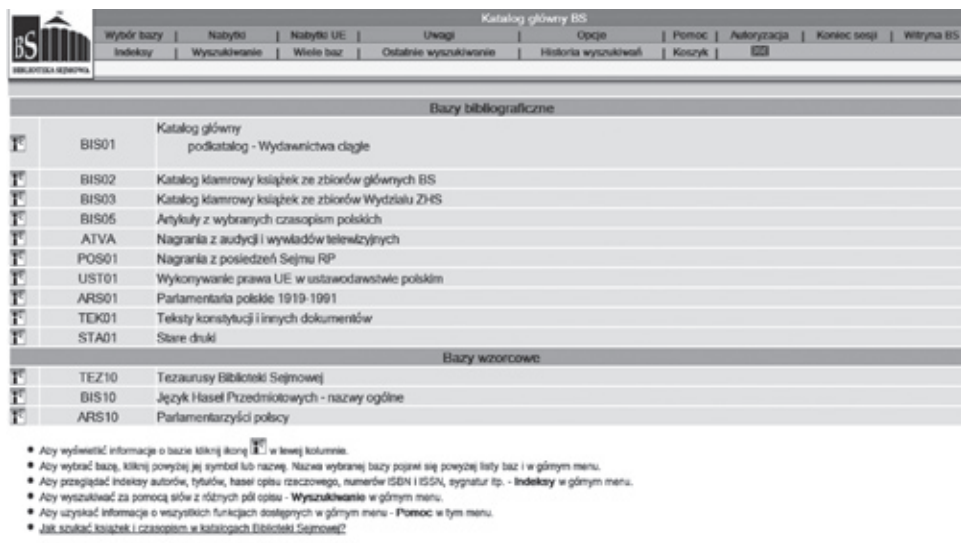 Katalog główny BS
BS
BIBLIOTEKA SEJMOWA
Wybór bazy | Nabytki | Nabytki UE | Uwagi | Opcje | Pomoc | Autoryzacja | Koniec sesji | Witryna BS
Indeksy | Wyszukiwanie | Wiele baz | Ostatnie wyszukiwanie | Historia wyszukiwań | Koszyk |
Bazy bibliograficzne
BIS01 Katalog główny
podkatalog - Wydawnictwa ciągłe
BIS02 Katalog klamrowy książek ze zbiorów głównych BS
BIS03 Katalog klamrowy książek ze zbiorów Wydziału ZHS
BIS05 Artykuły z wybranych czasopism polskich
ATVA Nagrania z audycji i wywiadów telewizyjnych
POS01 Nagrania z posiedzeń Sejmu RP
UST01 Wykonywanie prawa UE w ustawodawstwie polskim
ARS01 Parlamentaria polskie 1919-1991
TEK01 Teksty konstytucji i innych dokumentów
STA01 Stare druki
Bazy wzorcowe
TEZ10 Tezaurusy Biblioteki Sejmowej
BIS10 Język Haseł Przedmiotowych - nazwy ogólne
ARS10 Parlamentarzyści polscy
• Aby wyświetlić informacje o bazie kliknij ikonę w lewej kolumnie.
• Aby wybrać bazę, kliknij powyżej jej symbol lub nazwę. Nazwa wybranej bazy pojawi się powyżej listy baz i w górnym menu.
• Aby przeglądać indeksy autorów, tytułów, haseł opisu rzeczowego, numerów ISBN i ISSN, sygnatur itp. - Indeksy w górnym menu.
• Aby wyszukiwać za pomocą słów z różnych pól opisu - Wyszukiwanie w górnym menu.
• Aby uzyskać informacje o wszystkich funkcjach dostępnych w górnym menu - Pomoc w tym menu.
• Jak szukać książek i czasopism w katalogach Biblioteki Sejmowej?